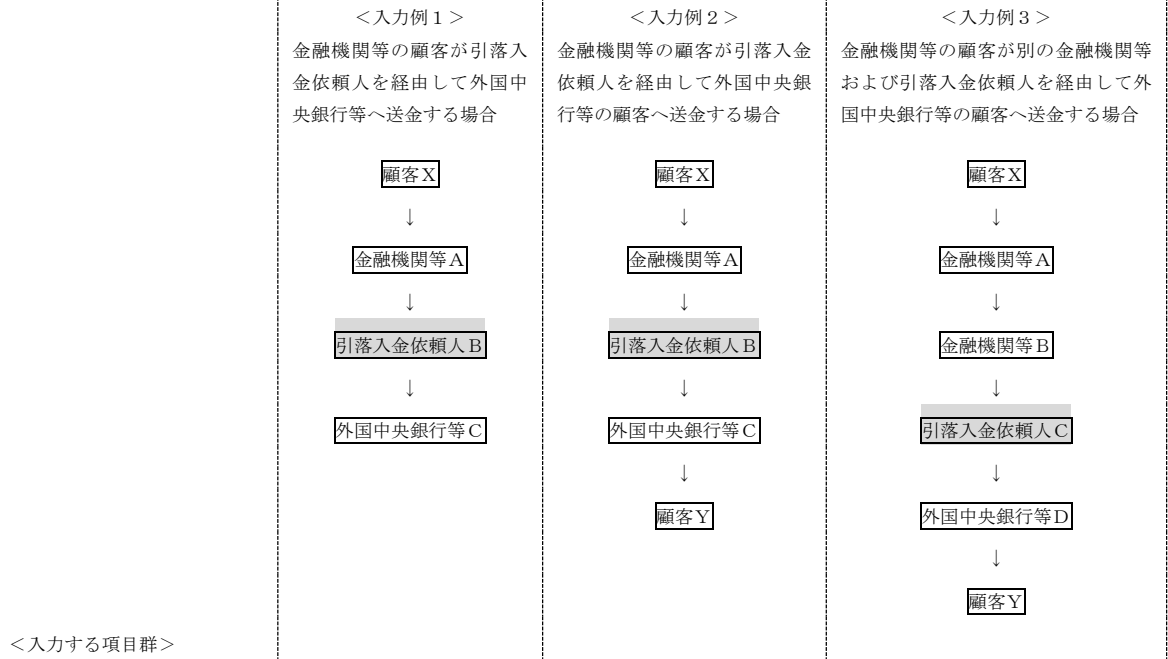 ＜入力例１＞
金融機関等の顧客が引落入
金依頼人を経由して外国中
央銀行等へ送金する場合
顧客Ｘ
↓
金融機関等Ａ
↓
引落入金依頼人Ｂ
↓
外国中央銀行等Ｃ
＜入力例２＞
金融機関等の顧客が引落入金
依頼人を経由して外国中央銀
行等の顧客へ送金する場合
顧客Ｘ
↓
金融機関等Ａ
↓
引落入金依頼人Ｂ
↓
外国中央銀行等Ｃ
↓
顧客Ｙ
＜入力例３＞
金融機関等の顧客が別の金融機関等
および引落入金依頼人を経由して外
国中央銀行等の顧客へ送金する場合
顧客Ｘ
↓
金融機関等Ａ
↓
金融機関等Ｂ
↓
引落入金依頼人Ｃ
↓
外国中央銀行等Ｄ
↓
顧客Ｙ
＜入力する項目群＞